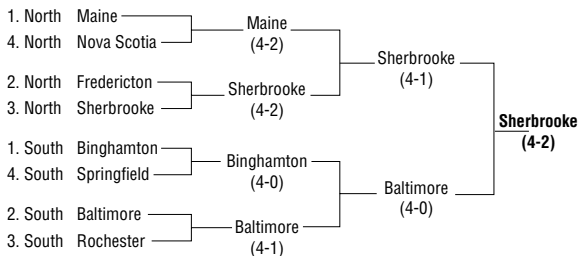 1. North Maine
4. North Nova Scotia
Maine
(4-2)
2. North Fredericton
3. North Sherbrooke
Sherbrooke
(4-2)
Sherbrooke
(4-1)
1. South Binghamton
4. South Springfield
Binghamton
(4-0)
2. South Baltimore
3. South Rochester
Baltimore
(4-1)
Baltimore
(4-0)
Sherbrooke
(4-2)